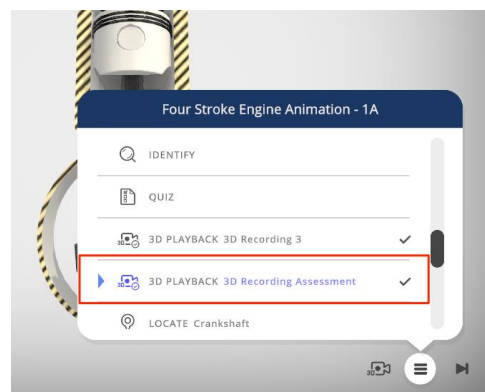 Four Stroke Engine Animation - 1A
IDENTIFY
QUIZ
3D PLAYBACK 3D Recording 3
3D PLAYBACK 3D Recording Assessment
LOCATE Crankshaft
3D